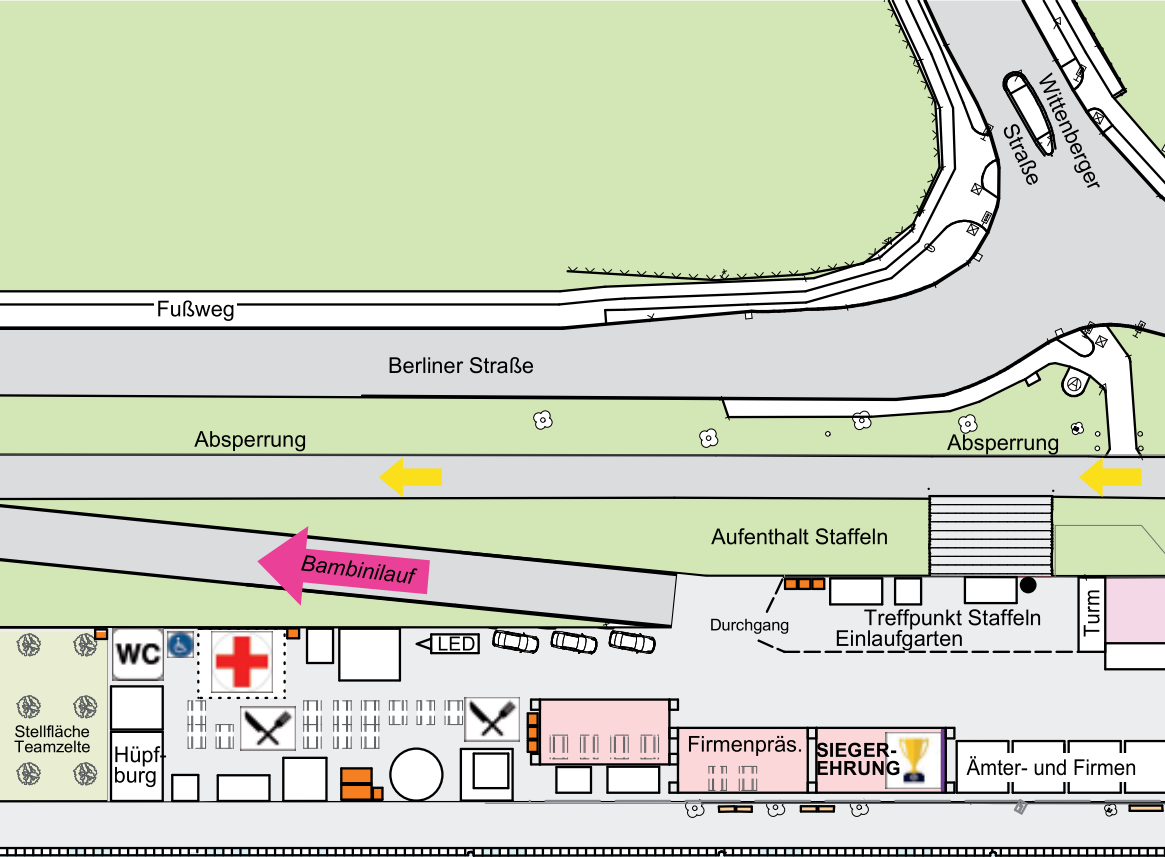 Wittenberger
Straße
Fußweg
Berliner Straße
Absperrung
Absperrung
Aufenthalt Staffeln
Bambinilauf
Durchgang
Treffpunkt Staffeln
Einlaufgarten
Turm
WC
LED
Stellfläche
Teamzelte
Hüpf-
burg
Firmenpräs.
SIEGER-
EHRUNG
Ämter- und Firmen